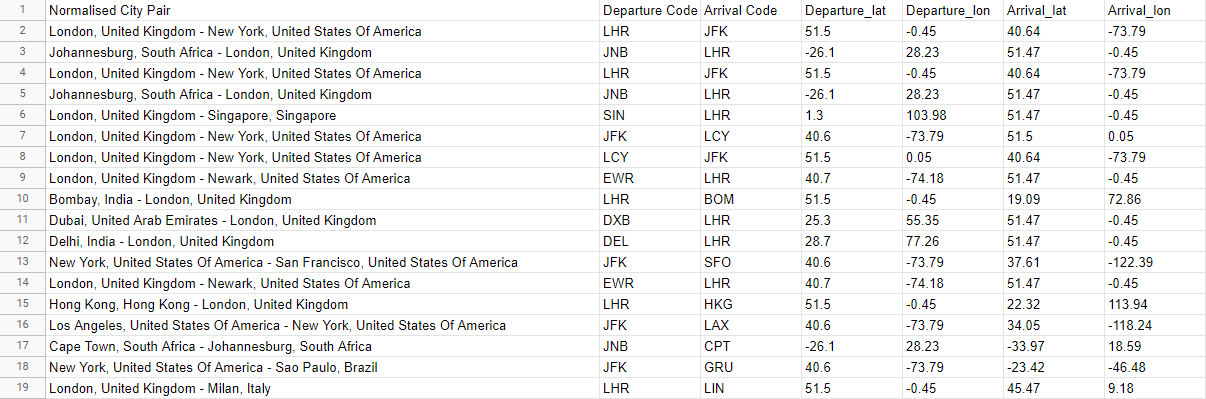 1 Normalised City Pair Departure Code Arrival Code Departure_lat Departure_lon Arrival_lat Arrival_lon
2 London, United Kingdom - New York, United States Of America LHR JFK 51.5 -0.45 40.64 -73.79
3 Johannesburg, South Africa - London, United Kingdom JNB LHR -26.1 28.23 51.47 -0.45
4 London, United Kingdom - New York, United States Of America LHR JFK 51.5 -0.45 40.64 -73.79
5 Johannesburg, South Africa - London, United Kingdom JNB LHR -26.1 28.23 51.47 -0.45
6 London, United Kingdom - Singapore, Singapore SIN LHR 1.3 103.98 51.47 -0.45
7 London, United Kingdom - New York, United States Of America JFK LCY 40.6 -73.79 51.5 0.05
8 London, United Kingdom - New York, United States Of America LCY JFK 51.5 0.05 40.64 -73.79
9 London, United Kingdom - Newark, United States Of America EWR LHR 40.7 -74.18 51.47 -0.45
10 Bombay, India - London, United Kingdom LHR BOM 51.5 -0.45 19.09 72.86
11 Dubai, United Arab Emirates - London, United Kingdom DXB LHR 25.3 55.35 51.47 -0.45
12 Delhi, India - London, United Kingdom DEL LHR 28.7 77.26 51.47 -0.45
13 New York, United States Of America - San Francisco, United States Of America JFK SFO 40.6 -73.79 37.61 -122.39
14 London, United Kingdom - Newark, United States Of America EWR LHR 40.7 -74.18 51.47 -0.45
15 Hong Kong, Hong Kong - London, United Kingdom LHR HKG 51.5 -0.45 22.32 113.94
16 Los Angeles, United States Of America - New York, United States Of America JFK LAX 40.6 -73.79 34.05 -118.24
17 Cape Town, South Africa - Johannesburg, South Africa JNB CPT -26.1 28.23 -33.97 18.59
18 New York, United States Of America - Sao Paulo, Brazil JFK GRU 40.6 -73.79 -23.42 -46.48
19 London, United Kingdom - Milan, Italy LHR LIN 51.5 -0.45 45.47 9.18